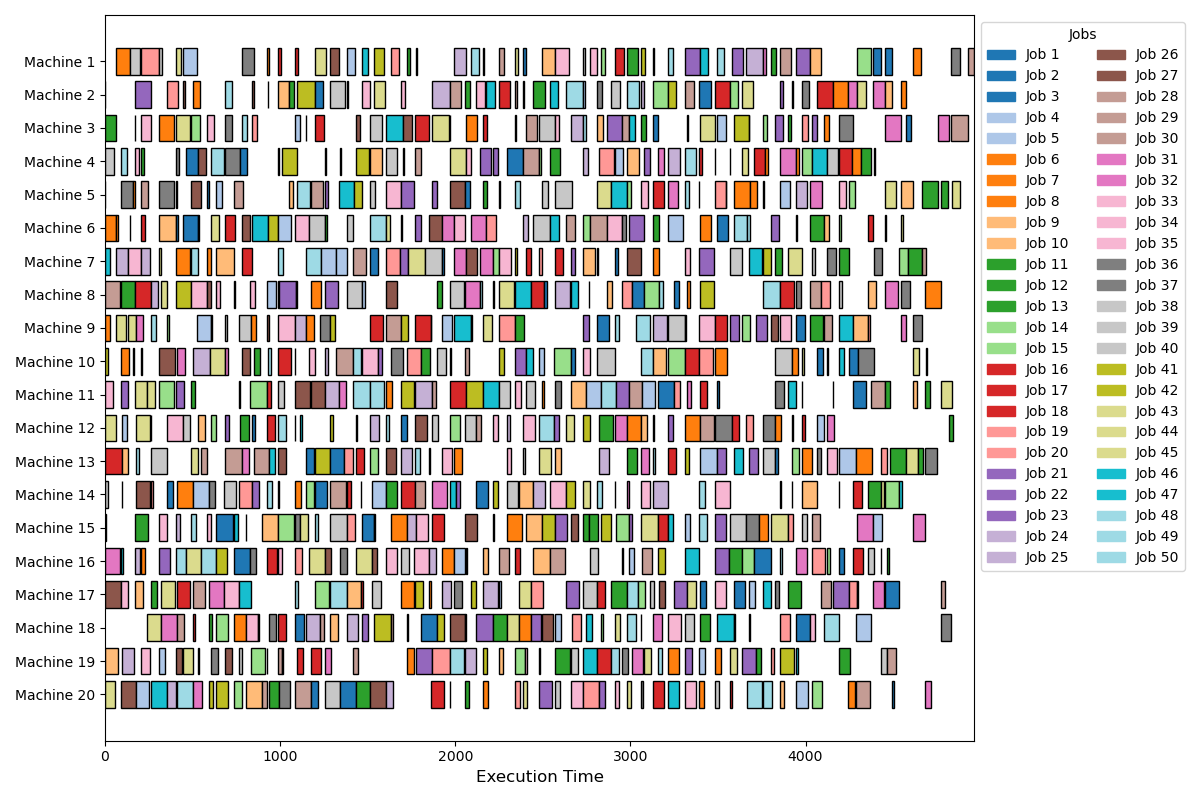 Machine 1
Machine 2
Machine 3
Machine 4
Machine 5
Machine 6
Machine 7
Machine 8
Machine 9
Machine 10
Machine 11
Machine 12
Machine 13
Machine 14
Machine 15
Machine 16
Machine 17
Machine 18
Machine 19
Machine 20
0 1000 2000 3000 4000
Execution Time
Jobs
Job 1 Job 26
Job 2 Job 27
Job 3 Job 28
Job 4 Job 29
Job 5 Job 30
Job 6 Job 31
Job 7 Job 32
Job 8 Job 33
Job 9 Job 34
Job 10 Job 35
Job 11 Job 36
Job 12 Job 37
Job 13 Job 38
Job 14 Job 39
Job 15 Job 40
Job 16 Job 41
Job 17 Job 42
Job 18 Job 43
Job 19 Job 44
Job 20 Job 45
Job 21 Job 46
Job 22 Job 47
Job 23 Job 48
Job 24 Job 49
Job 25 Job 50